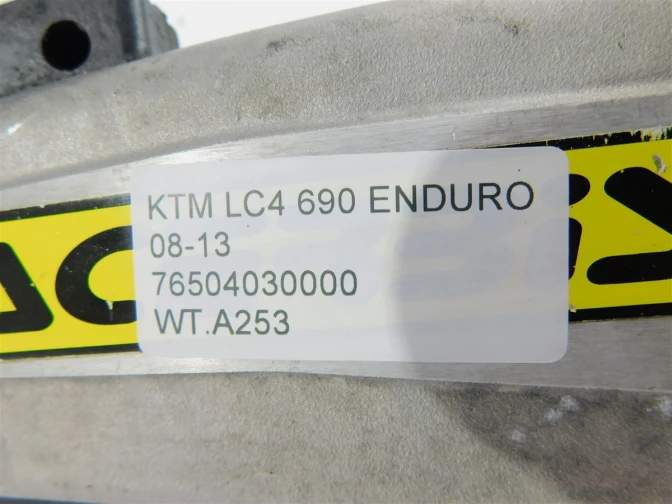 KTM LC4 690 ENDURO
08-13
76504030000
WT.A253